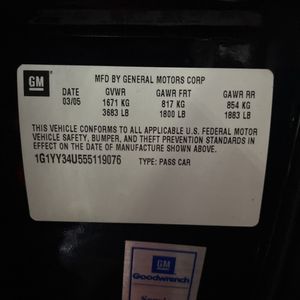 GM
MFD BY GENERAL MOTORS CORP
DATE GVWR GAWR FRT GAWR RR
03/05 1671 KG 817 KG 854 KG
3683 LB 1800 LB 1883 LB
THIS VEHICLE CONFORMS TO ALL APPLICABLE U.S. FEDERAL MOTOR
VEHICLE SAFETY, BUMPER, AND THEFT PREVENTION STANDARDS IN
EFFECT ON THE DATE OF MANUFACTURE SHOWN ABOVE.
1G1YY34U555119076 TYPE: PASS CAR
GM
Goodwrench